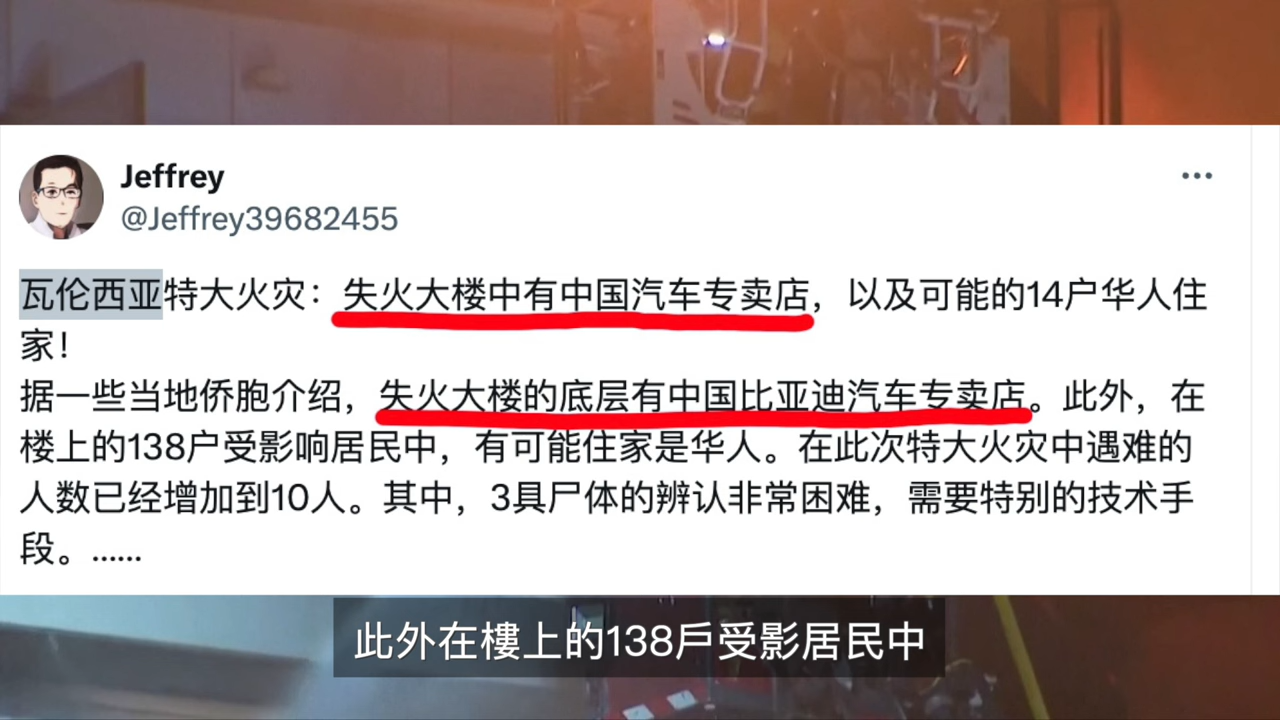 Jeffrey
@Jeffrey39682455
瓦伦西亚特大火灾：失火大楼中有中国汽车专卖店，以及可能的14户华人住
家！
据一些当地侨胞介绍，失火大楼的底层有中国比亚迪汽车专卖店。此外，在
楼上的138户受影响居民中，有可能住家是华人。在此次特大火灾中遇难的
人数已经增加到10人。其中，3具尸体的辨认非常困难，需要特别的技术手
段。......
此外在樓上的138戶受影居民中